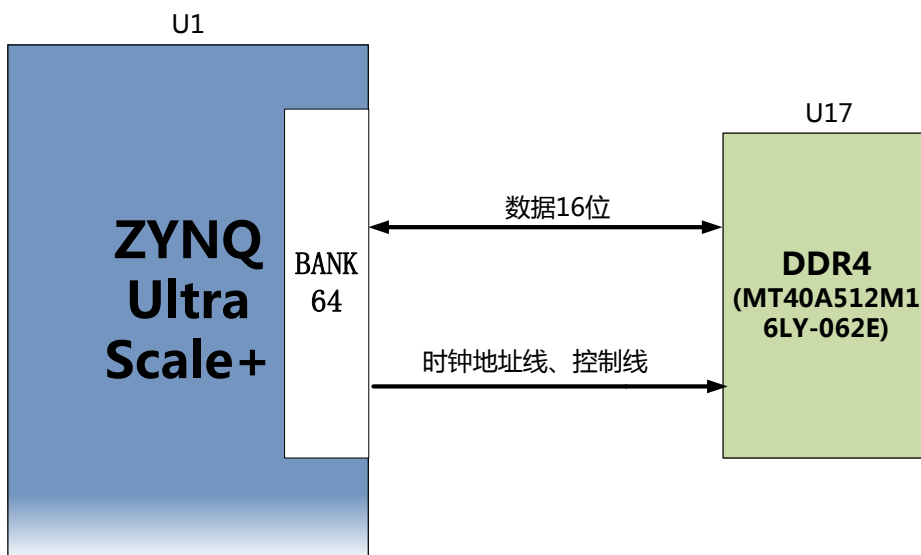 U1
U17
ZYNQ
Ultra
Scale+
BANK
64
数据16位
时钟地址线、控制线
DDR4
(MT40A512M1
6LY-062E)